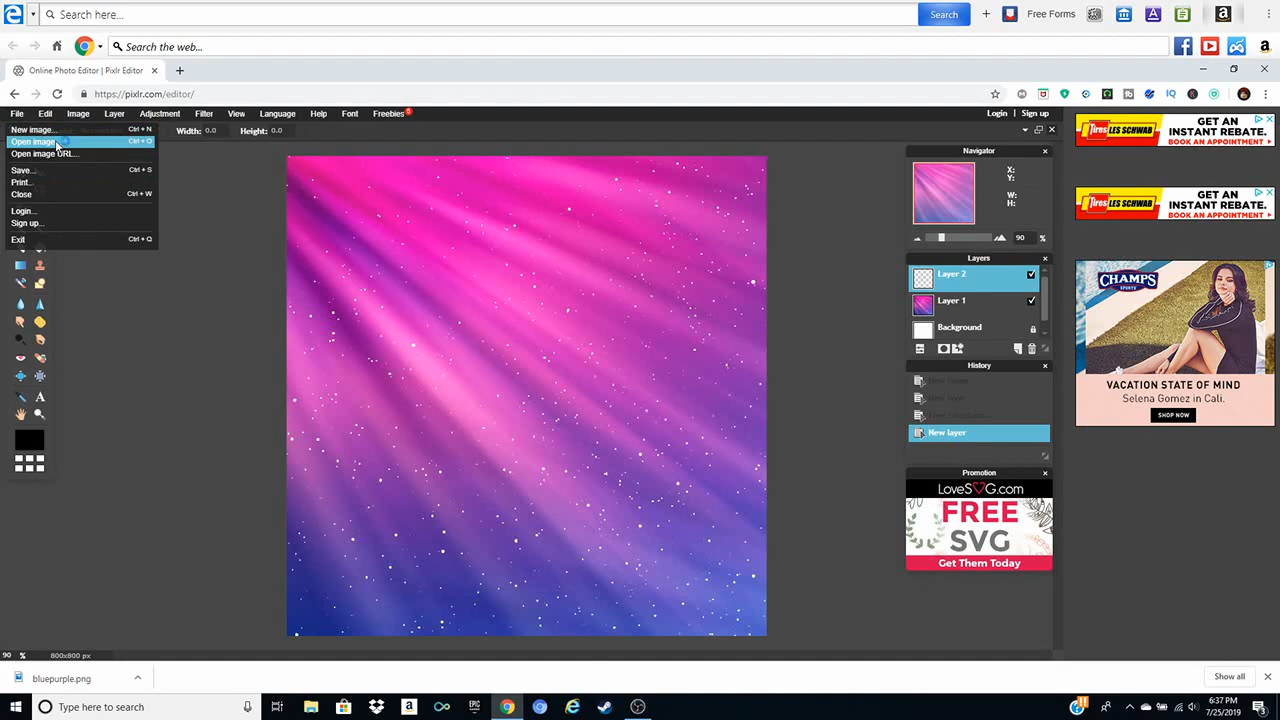 Search here...
Search
Free Forms
Search the web...
Online Photo Editor | Pixlr Editor
https://pixlr.com/editor/
File Edit Image Layer Adjustment Filter View Language Help Font Freebies
Login Sign up
Width: 0.0 Height: 0.0
New image... Ctrl + N
Open image Ctrl + O
Open image URL...
Save... Ctrl + S
Print...
Close Ctrl + W
Login...
Sign up...
Exit Ctrl + Q
Navigator
X:
Y:
W:
H:
90 %
Layers
Layer 2
Layer 1
Background
History
New layer
Promotion
LoveSVG.com
FREE
SVG
Get Them Today
Tires LES SCHWAB
GET AN
INSTANT REBATE.
BOOK AN APPOINTMENT
Tires LES SCHWAB
GET AN
INSTANT REBATE.
BOOK AN APPOINTMENT
CHAMPS
SPORTS
VACATION STATE OF MIND
Selena Gomez in Cali.
SHOP NOW
90 % 800x800 px
bluepurple.png
Show all
Type here to search
6:37 PM
7/25/2019